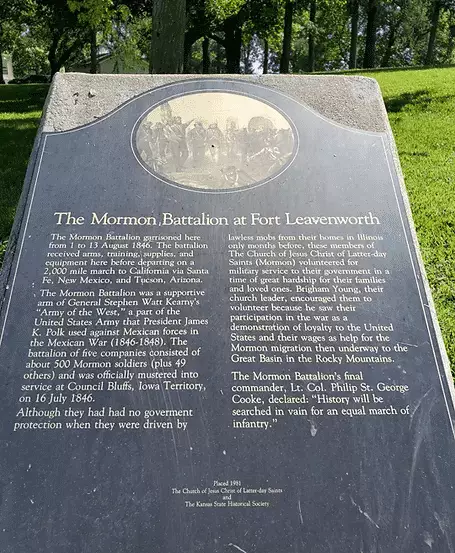 The Mormon Battalion at Fort Leavenworth
The Mormon Battalion garrisoned here
from 1 to 13 August 1846. The battalion
received arms, training, supplies, and
equipment here before departing on a
2,000 mile march to California via Santa
Fe, New Mexico, and Tucson, Arizona.
The Mormon Battalion was a supportive
arm of General Stephen Watt Kearny's
"Army of the West," a part of the
United States Army that President James
K. Polk used against Mexican forces in
the Mexican War (1846-1848). The
battalion of five companies consisted of
about 500 Mormon soldiers (plus 49
others) and was officially mustered into
service at Council Bluffs, Iowa Territory,
on 16 July 1846.
Although they had had no goverment
protection when they were driven by
lawless mobs from their homes in Illinois
only months before, these members of
The Church of Jesus Christ of Latter-day
Saints (Mormon) volunteered for
military service to their government in a
time of great hardship for their families
and loved ones. Brigham Young, their
church leader, encouraged them to
volunteer because he saw their
participation in the war as a
demonstration of loyalty to the United
States and their wages as help for the
Mormon migration then underway to the
Great Basin in the Rocky Mountains.
The Mormon Battalion's final
commander, Lt. Col. Philip St. George
Cooke, declared: "History will be
searched in vain for an equal march of
infantry."
Placed 1981
The Church of Jesus Christ of Latter-day Saints
and
The Kansas State Historical Society